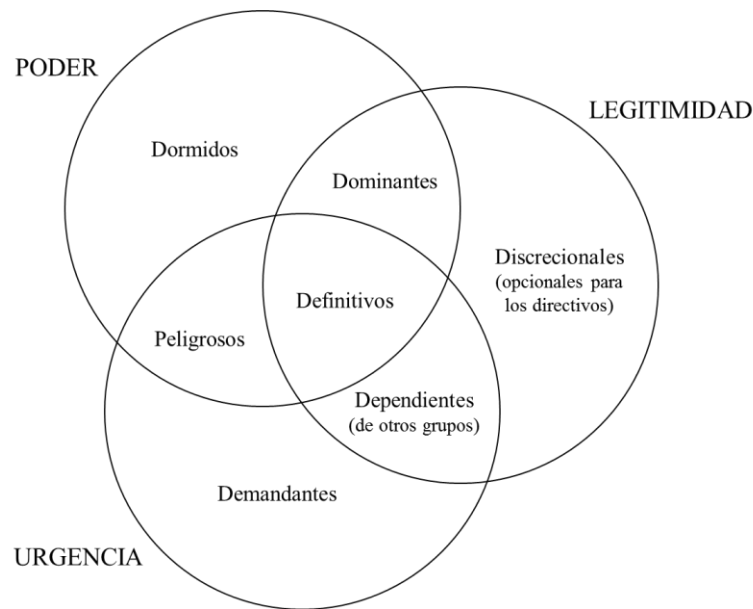 PODER
LEGITIMIDAD
Dormidos
Dominantes
Discrecionales
(opcionales para
los directivos)
Definitivos
Peligrosos
Dependientes
(de otros grupos)
Demandantes
URGENCIA